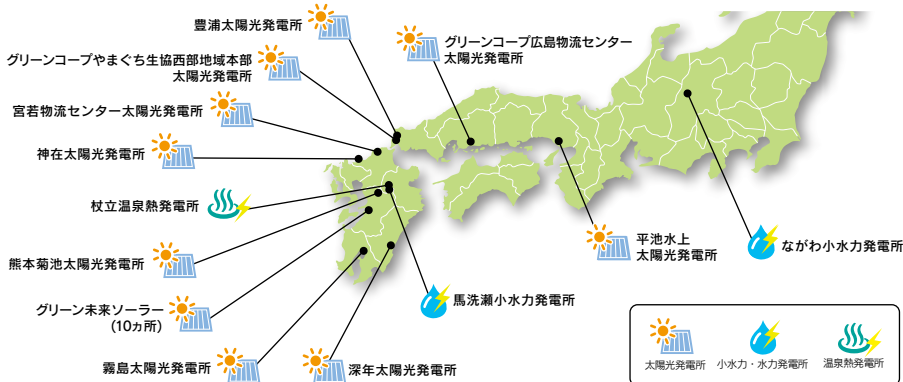 豊浦太陽光発電所
グリーンコープやまぐち生協西部地域本部
太陽光発電所
グリーンコープ広島物流センター
太陽光発電所
宮若物流センター太陽光発電所
神在太陽光発電所
杖立温泉熱発電所
熊本菊池太陽光発電所
グリーン未来ソーラー
(10ヵ所)
霧島太陽光発電所
深年太陽光発電所
馬洗瀬小水力発電所
平池水上
太陽光発電所
ながわ小水力発電所
太陽光発電所
小水力・水力発電所
温泉熱発電所